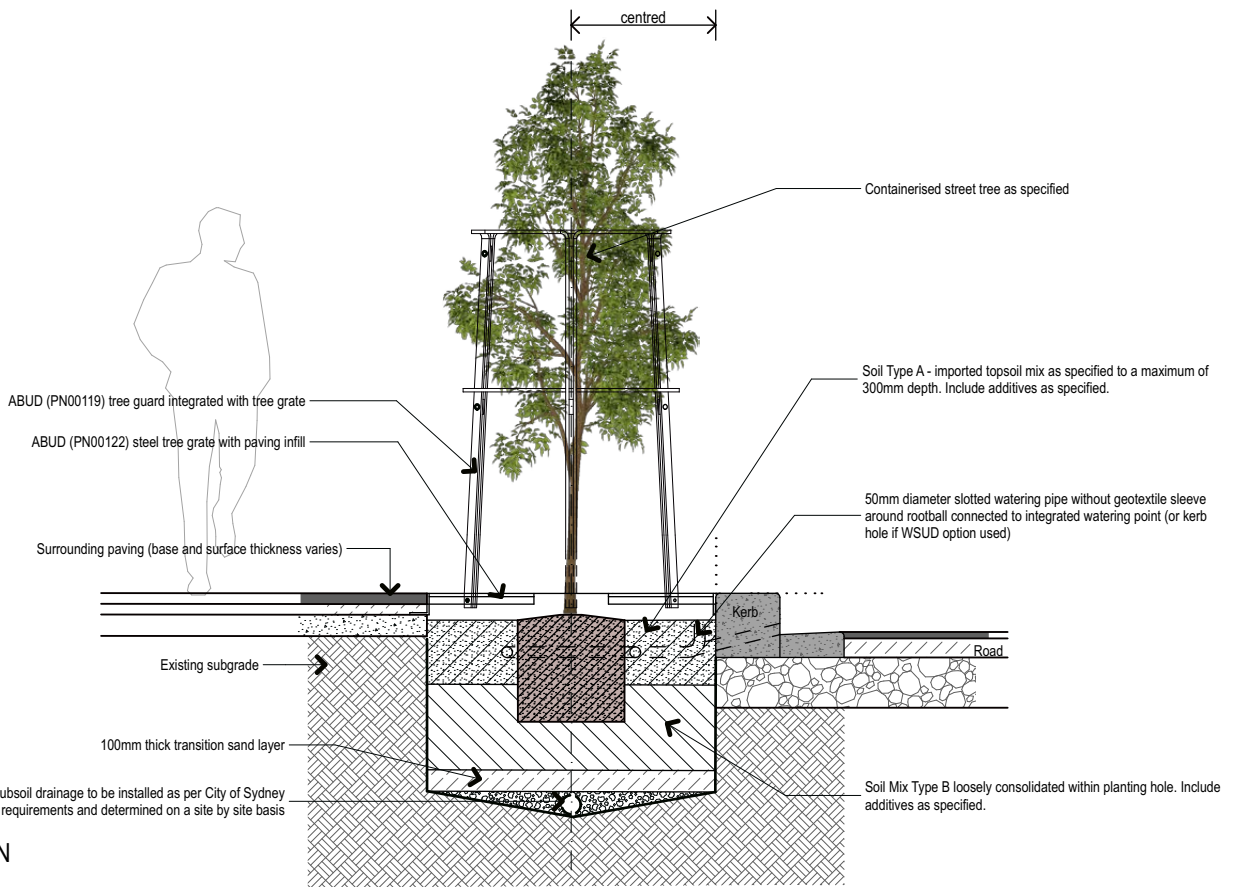 centred
Containerised street tree as specified
Soil Type A - imported topsoil mix as specified to a maximum of
300mm depth. Include additives as specified.
ABUD (PN00119) tree guard integrated with tree grate
ABUD (PN00122) steel tree grate with paving infill
50mm diameter slotted watering pipe without geotextile sleeve
around rootball connected to integrated watering point (or kerb
hole if WSUD option used)
Surrounding paving (base and surface thickness varies)
Kerb
Road
Existing subgrade
100mm thick transition sand layer
ubsoil drainage to be installed as per City of Sydney
requirements and determined on a site by site basis
Soil Mix Type B loosely consolidated within planting hole. Include
additives as specified.
N